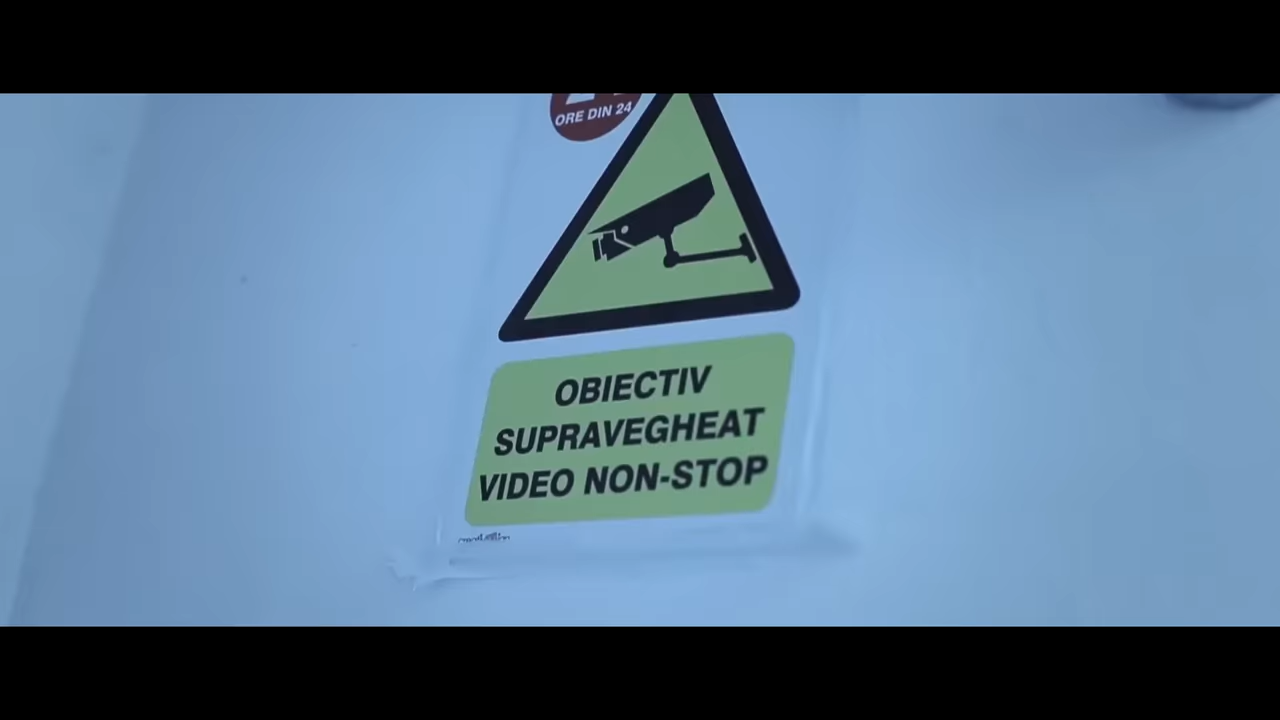 ORE DIN 24
OBIECTIV
SUPRAVEGHEAT
VIDEO NON-STOP